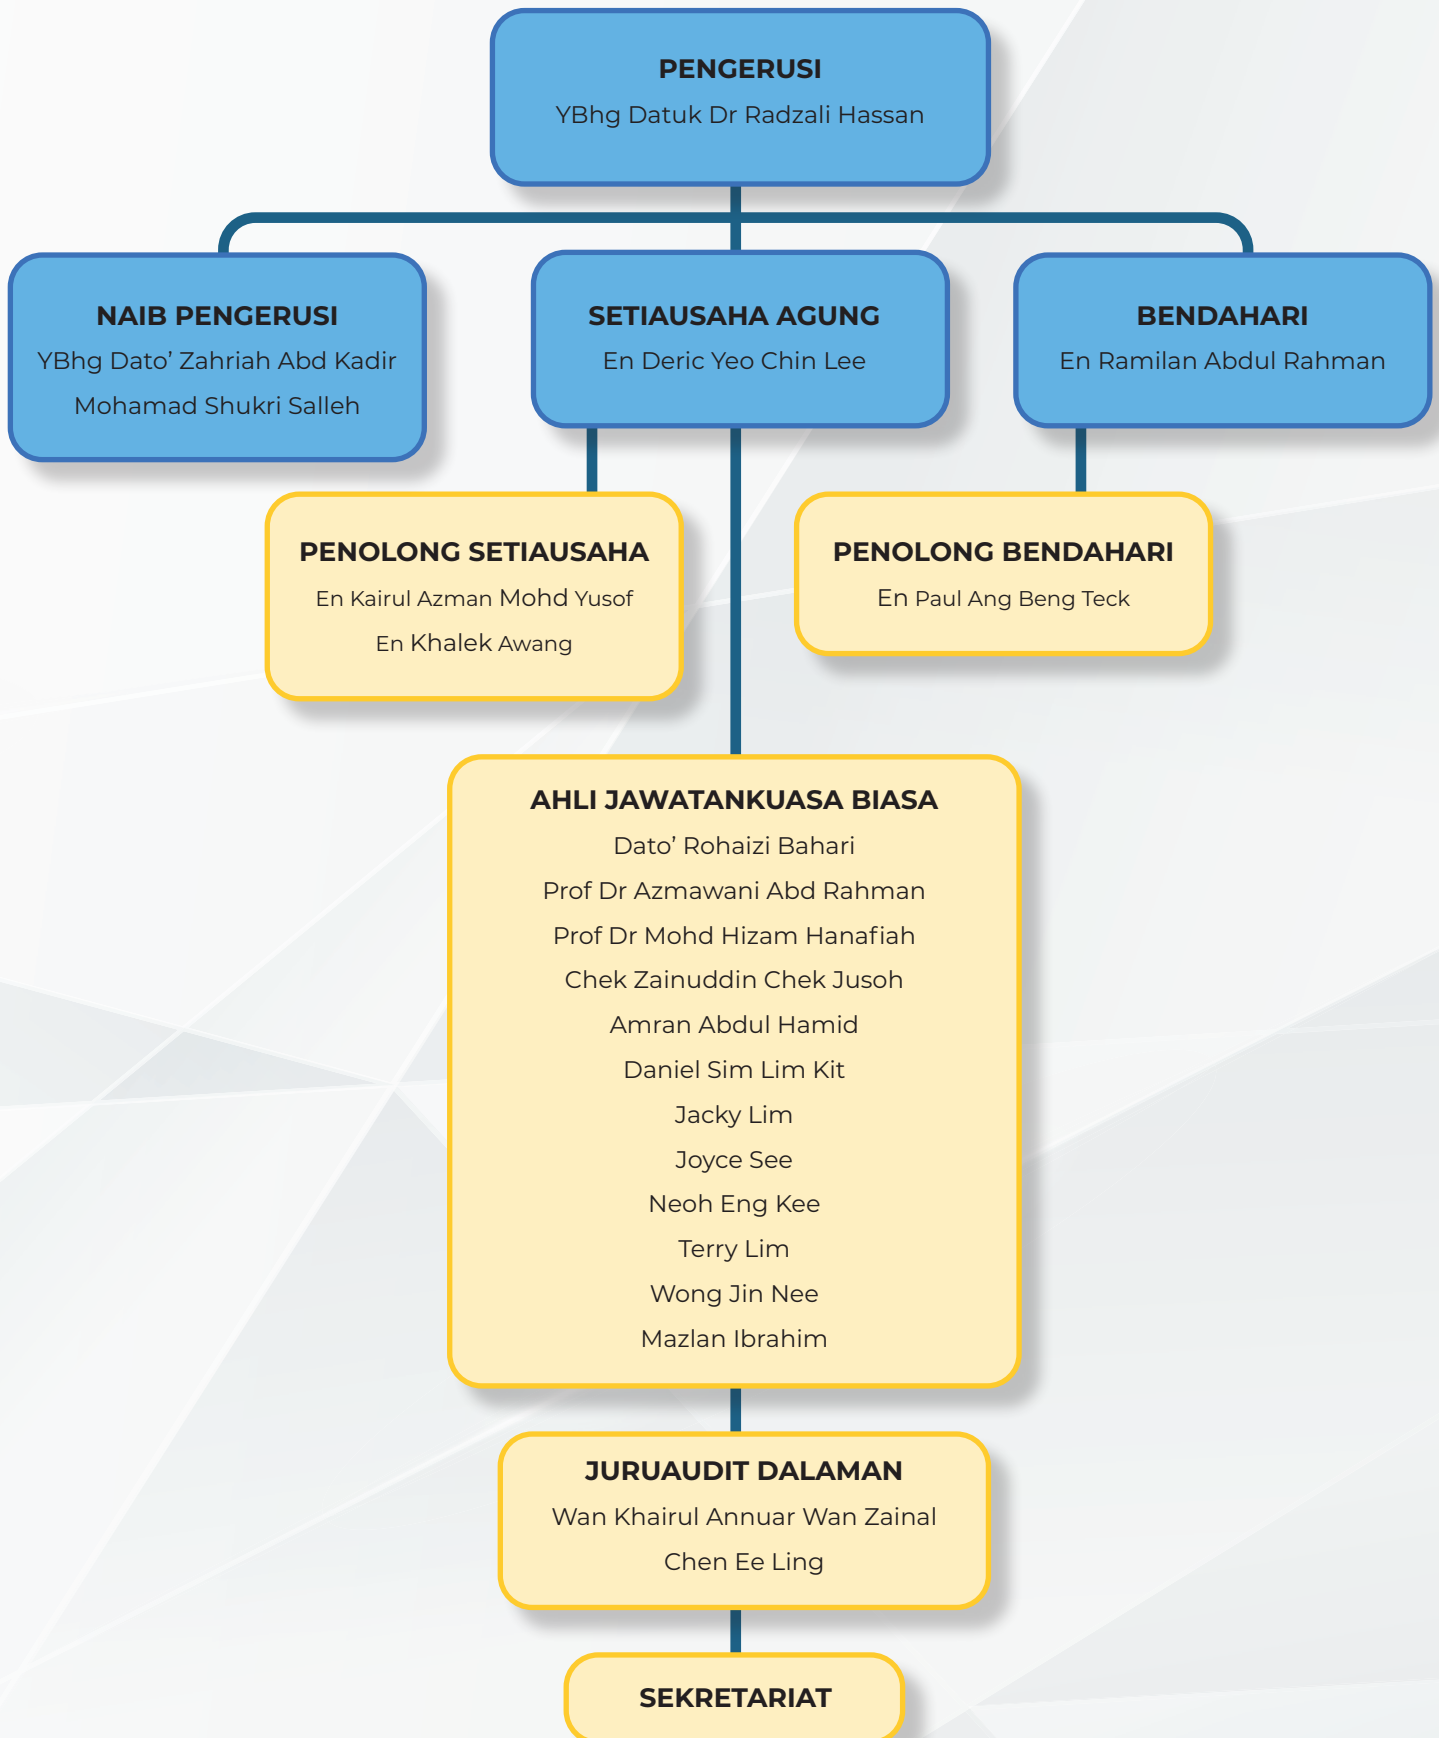 PENGERUSI
YBhg Datuk Dr Radzali Hassan
NAIB PENGERUSI
YBhg Dato’ Zahriah Abd Kadir
Mohamad Shukri Salleh
SETIAUSAHA AGUNG
En Deric Yeo Chin Lee
BENDAHARI
En Ramilan Abdul Rahman
PENOLONG SETIAUSAHA
En Kairul Azman Mohd Yusof
En Khalek Awang
PENOLONG BENDAHARI
En Paul Ang Beng Teck
AHLI JAWATANKUASA BIASA
Dato’ Rohaizi Bahari
Prof Dr Azmawani Abd Rahman
Prof Dr Mohd Hizam Hanafiah
Chek Zainuddin Chek Jusoh
Amran Abdul Hamid
Daniel Sim Lim Kit
Jacky Lim
Joyce See
Neoh Eng Kee
Terry Lim
Wong Jin Nee
Mazlan Ibrahim
JURUAUDIT DALAMAN
Wan Khairul Annuar Wan Zainal
Chen Ee Ling
SEKRETARIAT